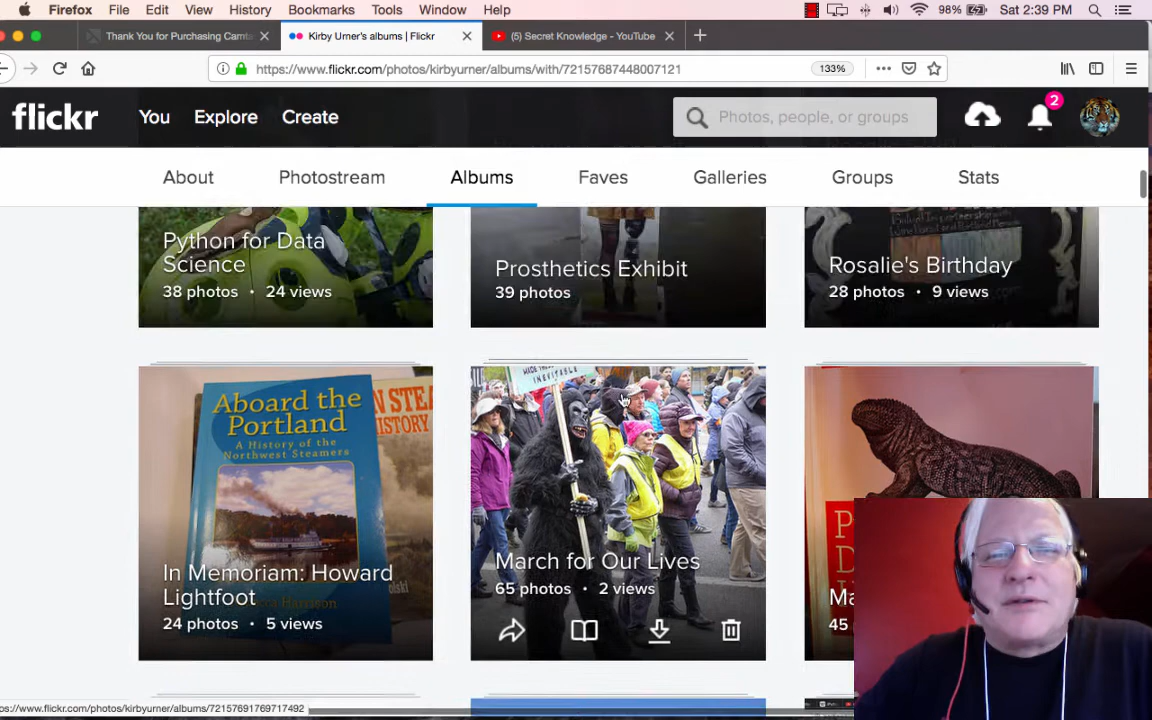 Firefox File Edit View History Bookmarks Tools Window Help 98% Sat 2:39 PM
Thank You for Purchasing Camta Kirby Urner's albums | Flickr (5) Secret Knowledge - YouTube
https://www.flickr.com/photos/kirbyurner/albums/with/72157687448007121 133%
flickr You Explore Create Photos, people, or groups 2
About Photostream Albums Faves Galleries Groups Stats
Python for Data
Science
38 photos • 24 views
Prosthetics Exhibit
39 photos
Rosalie's Birthday
28 photos • 9 views
Aboard the
Portland
A History of the
Northwest Steamers
In Memoriam: Howard
Lightfoot
24 photos • 5 views
INEVITABLE
March for Our Lives
65 photos • 2 views
Ma
45
ps://www.flickr.com/photos/kirbyurner/albums/72157691769717492